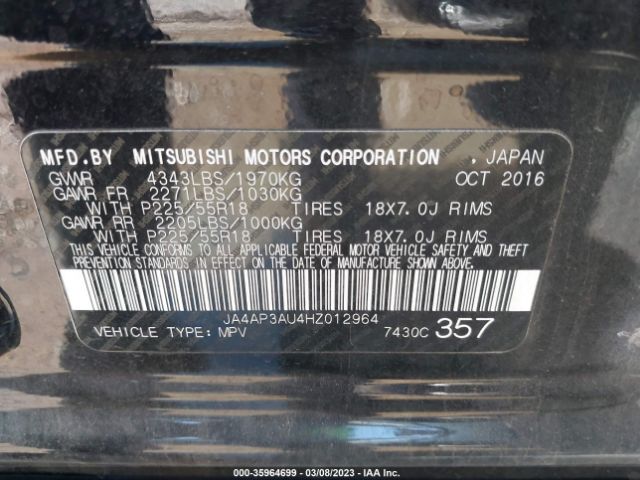 MFD.BY MITSUBISHI MOTORS CORPORATION . JAPAN
GVWR 4343LBS/1970KG OCT 2016
GAWR FR 2271LBS/1030KG
WITH P225/55R18 TIRES 18X7.0J RIMS
GAWR RR 2205LBS/1000KG
WITH P225/55R18 TIRES 18X7.0J RIMS
THIS VEHICLE CONFORMS TO ALL APPLICABLE FEDERAL MOTOR VEHICLE SAFETY AND THEFT
PREVENTION STANDARDS IN EFFECT ON THE DATE OF MANUFACTURE SHOWN ABOVE.
JA4AP3AU4HZ012964
VEHICLE TYPE: MPV 7430C 357
000-35964699 | 03/08/2023 | IAA Inc.